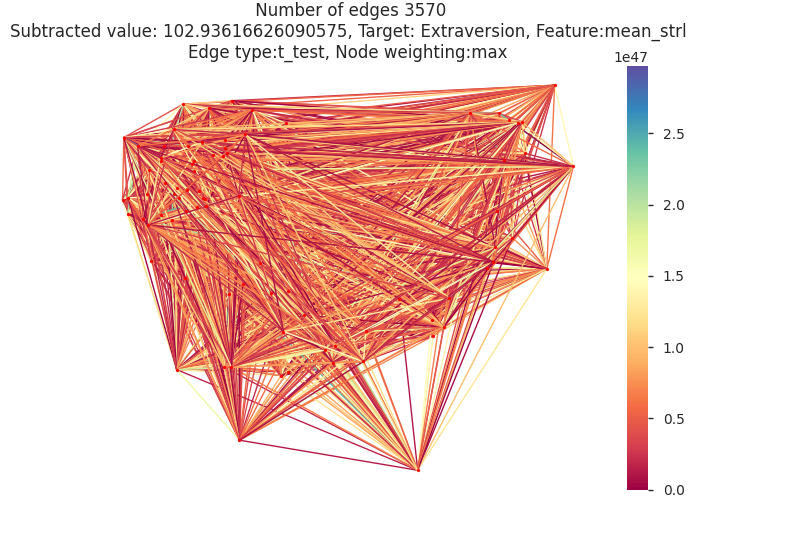 Number of edges 3570
Subtracted value: 102.93616626090575, Target: Extraversion, Feature:mean_strl
Edge type:t_test, Node weighting:max
1e47
2.5
2.0
1.5
1.0
0.5
0.0